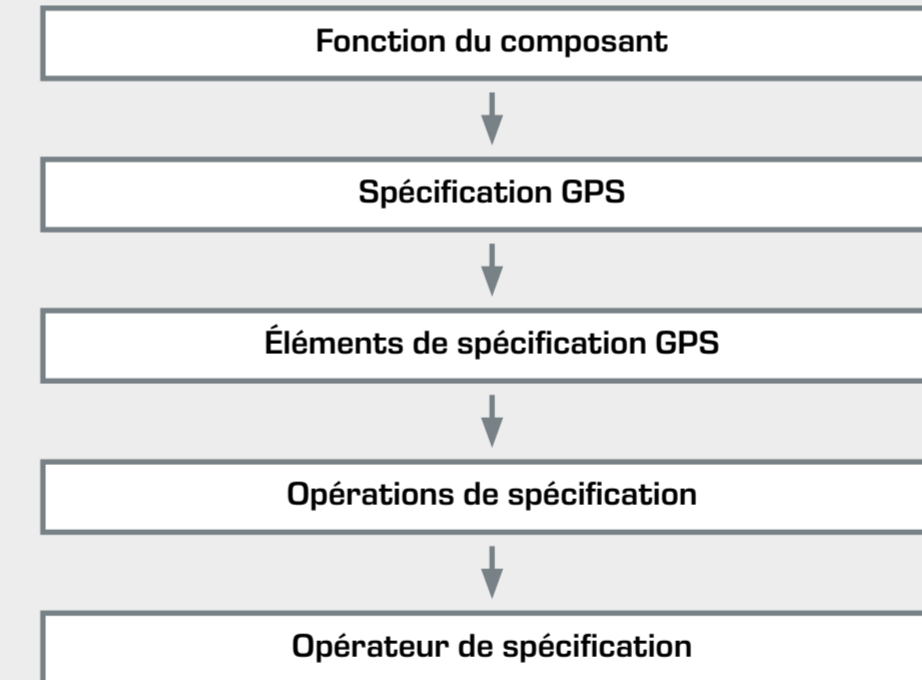 Fonction du composant
Spécification GPS
Éléments de spécification GPS
Opérations de spécification
Opérateur de spécification